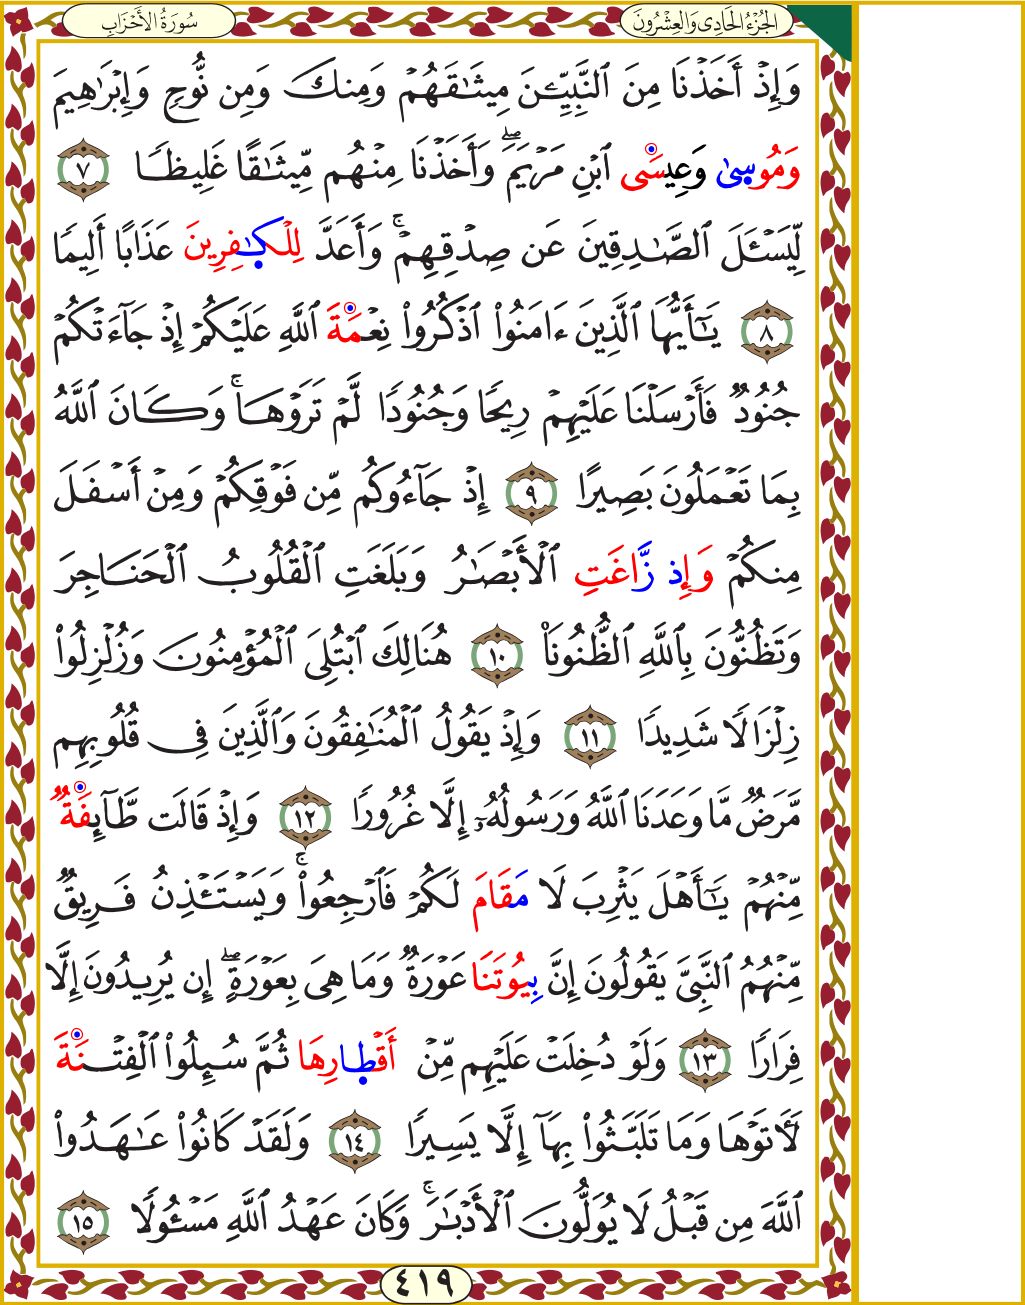 الجُزْءُ الحَادِي وَالعِشْرُونَ
سُورَةُ الأَحْزَابِ
وَإِذْ أَخَذْنَا مِنَ ٱلنَّبِيِّـۧنَ مِيثَٰقَهُمْ وَمِنكَ وَمِن نُّوحٍ وَإِبْرَٰهِيمَ
وَمُوسىٰ وَعِيسَى ٱبْنِ مَرْيَمَۖ وَأَخَذْنَا مِنْهُم مِّيثَٰقًا غَلِيظًا ٧
لِّيَسْـَٔلَ ٱلصَّٰدِقِينَ عَن صِدْقِهِمْۚ وَأَعَدَّ لِلْكَٰفِرِينَ عَذَابًا أَلِيمًا
٨ يَٰٓأَيُّهَا ٱلَّذِينَ ءَامَنُوا۟ ٱذْكُرُوا۟ نِعْمَةَ ٱللَّهِ عَلَيْكُمْ إِذْ جَآءَتْكُمْ
جُنُودٌ فَأَرْسَلْنَا عَلَيْهِمْ رِيحًا وَجُنُودًا لَّمْ تَرَوْهَاۚ وَكَانَ ٱللَّهُ
بِمَا تَعْمَلُونَ بَصِيرًا ٩ إِذْ جَآءُوكُم مِّن فَوْقِكُمْ وَمِنْ أَسْفَلَ
مِنكُمْ وَإِذ زَّاغَتِ ٱلْأَبْصَٰرُ وَبَلَغَتِ ٱلْقُلُوبُ ٱلْحَنَاجِرَ
وَتَظُنُّونَ بِٱللَّهِ ٱلظُّنُونَا۠ ١٠ هُنَالِكَ ٱبْتُلِيَ ٱلْمُؤْمِنُونَ وَزُلْزِلُوا۟
زِلْزَالًا شَدِيدًا ١١ وَإِذْ يَقُولُ ٱلْمُنَٰفِقُونَ وَٱلَّذِينَ فِي قُلُوبِهِم
مَّرَضٌ مَّا وَعَدَنَا ٱللَّهُ وَرَسُولُهُۥٓ إِلَّا غُرُورًا ١٢ وَإِذْ قَالَت طَّآئِفَةٌ
مِّنْهُمْ يَٰٓأَهْلَ يَثْرِبَ لَا مَقَامَ لَكُمْ فَٱرْجِعُوا۟ۚ وَيَسْتَـْٔذِنُ فَرِيقٌ
مِّنْهُمُ ٱلنَّبِيَّ يَقُولُونَ إِنَّ بِيُوتَنَا عَوْرَةٌ وَمَا هِيَ بِعَوْرَةٍۖ إِن يُرِيدُونَ إِلَّا
فِرَارًا ١٣ وَلَوْ دُخِلَتْ عَلَيْهِم مِّنْ أَقْطَارِهَا ثُمَّ سُئِلُوا۟ ٱلْفِتْنَةَ
لَأٓتَوْهَا وَمَا تَلَبَّثُوا۟ بِهَآ إِلَّا يَسِيرًا ١٤ وَلَقَدْ كَانُوا۟ عَٰهَدُوا۟
ٱللَّهَ مِن قَبْلُ لَا يُوَلُّونَ ٱلْأَدْبَٰرَۚ وَكَانَ عَهْدُ ٱللَّهِ مَسْـُٔولًا ١٥
٤١٩